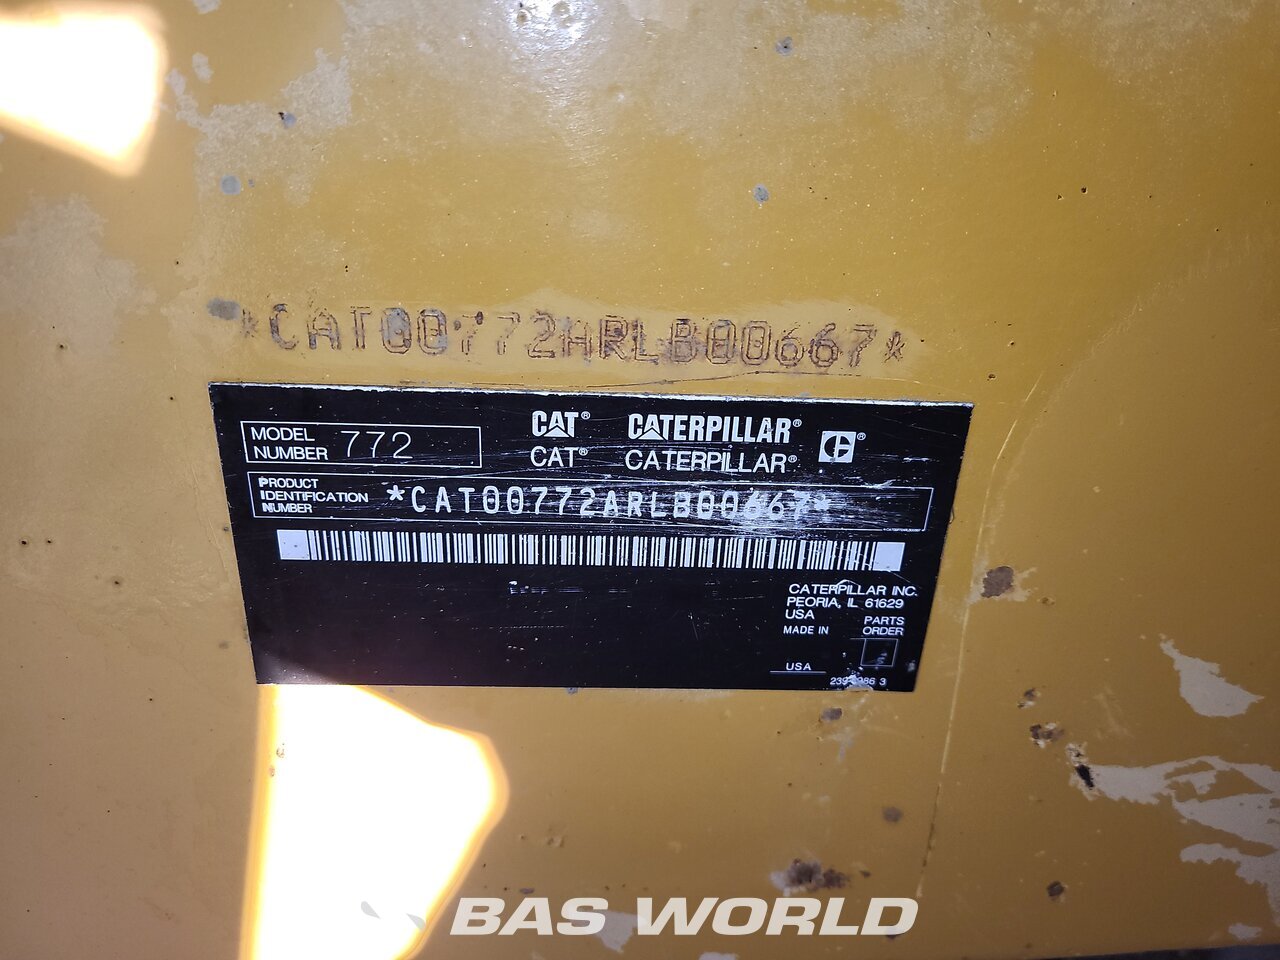 *CAT00772ARLB00667*
CAT® CATERPILLAR®
CAT® CATERPILLAR®
MODEL NUMBER 772
PRODUCT IDENTIFICATION NUMBER *CAT00772ARLB00667*
CATERPILLAR INC.
PEORIA, IL 61629
USA
MADE IN
USA
PARTS
ORDER
BAS WORLD